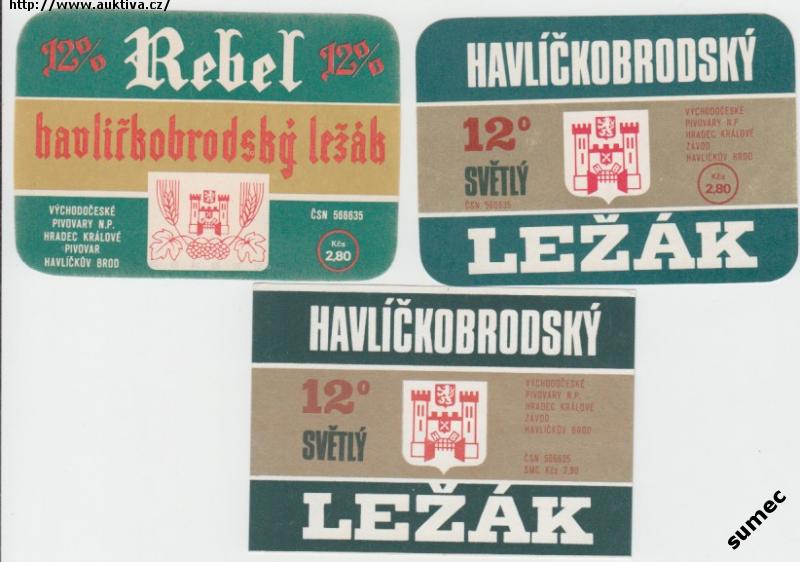 http://www.auktiva.cz/
12% Rebel 12%
havlíčkobrodský ležák
VÝCHODOČESKÉ
PIVOVARY N.P.
HRADEC KRÁLOVÉ
PIVOVAR
HAVLÍČKŮV BROD
ČSN 566635
Kčs
2,80
HAVLÍČKOBRODSKÝ
12°
SVĚTLÝ
ČSN 566635
VÝCHODOČESKÉ
PIVOVARY N.P.
HRADEC KRÁLOVÉ
ZÁVOD
HAVLÍČKŮV BROD
Kčs
2,80
LEŽÁK
HAVLÍČKOBRODSKÝ
12°
SVĚTLÝ
VÝCHODOČESKÉ
PIVOVARY N.P.
HRADEC KRÁLOVÉ
ZÁVOD
HAVLÍČKŮV BROD
ČSN 566635
SMC Kčs 2,80
LEŽÁK
sumec